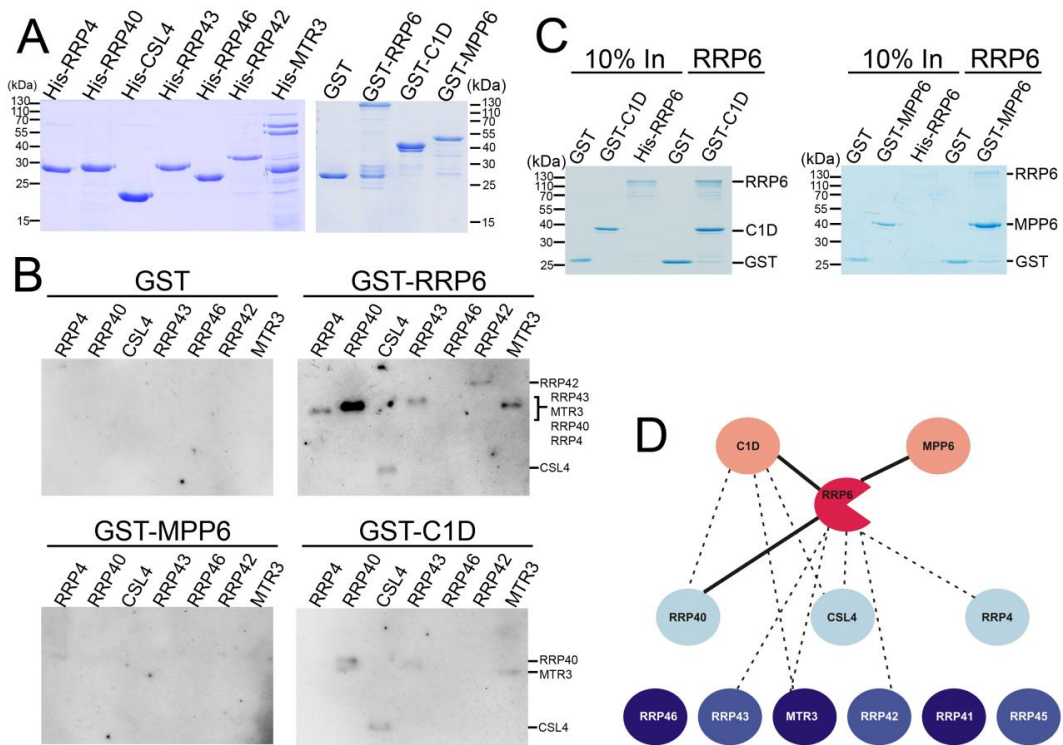 A
His-RRP4
His-RRP40
His-CSL4
His-RRP43
His-RRP46
His-RRP42
His-MTR3
GST
GST-RRP6
GST-C1D
GST-MPP6
(kDa)
130
100
70
55
40
30
25
15
(kDa)
130
110
70
55
40
35
25
15
B
GST
RRP4
RRP40
CSL4
RRP43
RRP46
RRP42
MTR3
GST-RRP6
RRP4
RRP40
CSL4
RRP43
RRP46
RRP42
MTR3
RRP42
RRP43
MTR3
RRP40
RRP4
CSL4
GST-MPP6
RRP4
RRP40
CSL4
RRP43
RRP46
RRP42
MTR3
GST-C1D
RRP4
RRP40
CSL4
RRP43
RRP46
RRP42
MTR3
RRP40
MTR3
CSL4
C
10% In RRP6
GST
GST-C1D
His-RRP6
GST
GST-C1D
(kDa)
130
110
70
55
40
30
25
RRP6
C1D
GST
10% In RRP6
GST
GST-MPP6
His-RRP6
GST
GST-MPP6
(kDa)
130
110
70
55
40
30
25
RRP6
MPP6
GST
D
C1D MPP6
RRP6
RRP40 CSL4 RRP4
RRP46 RRP43 MTR3 RRP42 RRP41 RRP45